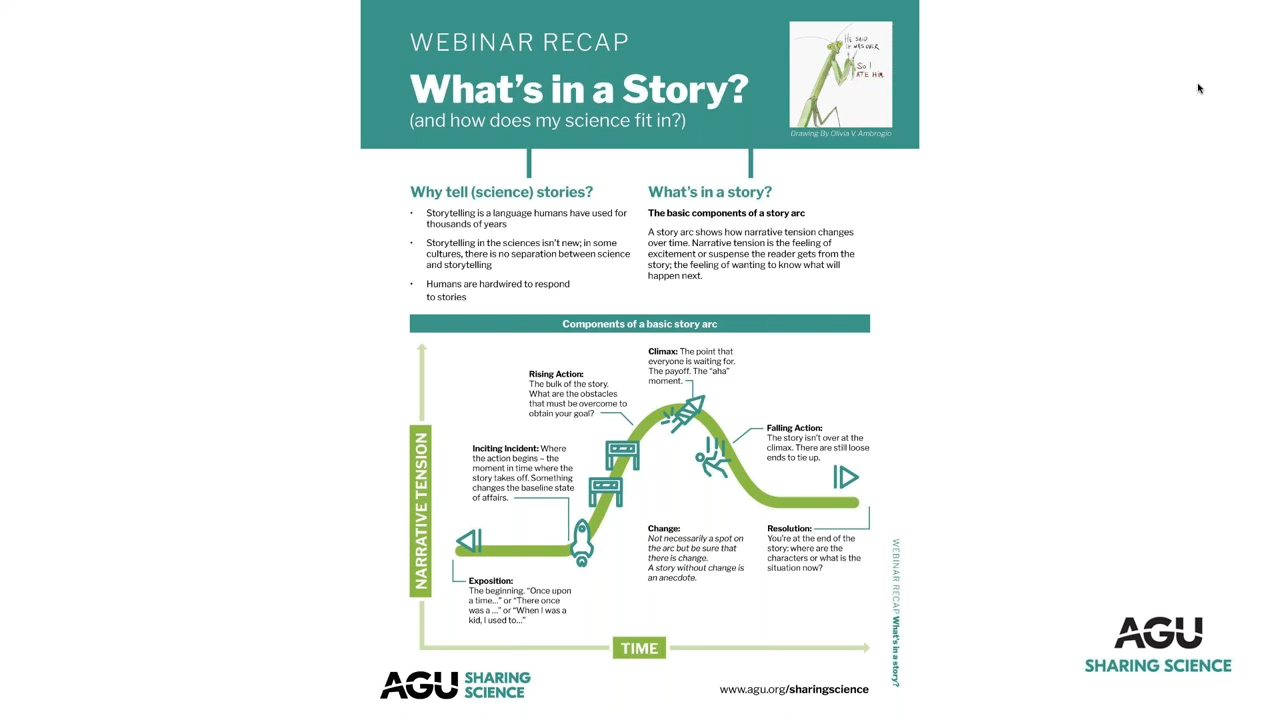 WEBINAR RECAP
What's in a Story?
(and how does my science fit in?)
HE SAID
IT WAS OVER
SO I
ATE HIM.
Drawing By Olivia V. Ambrogio
Why tell (science) stories?
• Storytelling is a language humans have used for
thousands of years
• Storytelling in the sciences isn't new; in some
cultures, there is no separation between science
and storytelling
• Humans are hardwired to respond
to stories
What's in a story?
The basic components of a story arc
A story arc shows how narrative tension changes
over time. Narrative tension is the feeling of
excitement or suspense the reader gets from the
story; the feeling of wanting to know what will
happen next.
Components of a basic story arc
NARRATIVE TENSION
Exposition:
The beginning. "Once upon
a time..." or "There once
was a ..." or "When I was a
kid, I used to..."
Inciting Incident: Where
the action begins – the
moment in time where the
story takes off. Something
changes the baseline state
of affairs.
Rising Action:
The bulk of the story.
What are the obstacles
that must be overcome to
obtain your goal?
Climax: The point that
everyone is waiting for.
The payoff. The "aha"
moment.
Falling Action:
The story isn't over at the
climax. There are still loose
ends to tie up.
Change:
Not necessarily a spot on
the arc but be sure that
there is change.
A story without change is
an anecdote.
Resolution:
You're at the end of the
story: where are the
characters or what is the
situation now?
TIME
WEBINAR RECAP What's in a story?
AGU SHARING
SCIENCE
www.agu.org/sharingscience
AGU
SHARING SCIENCE